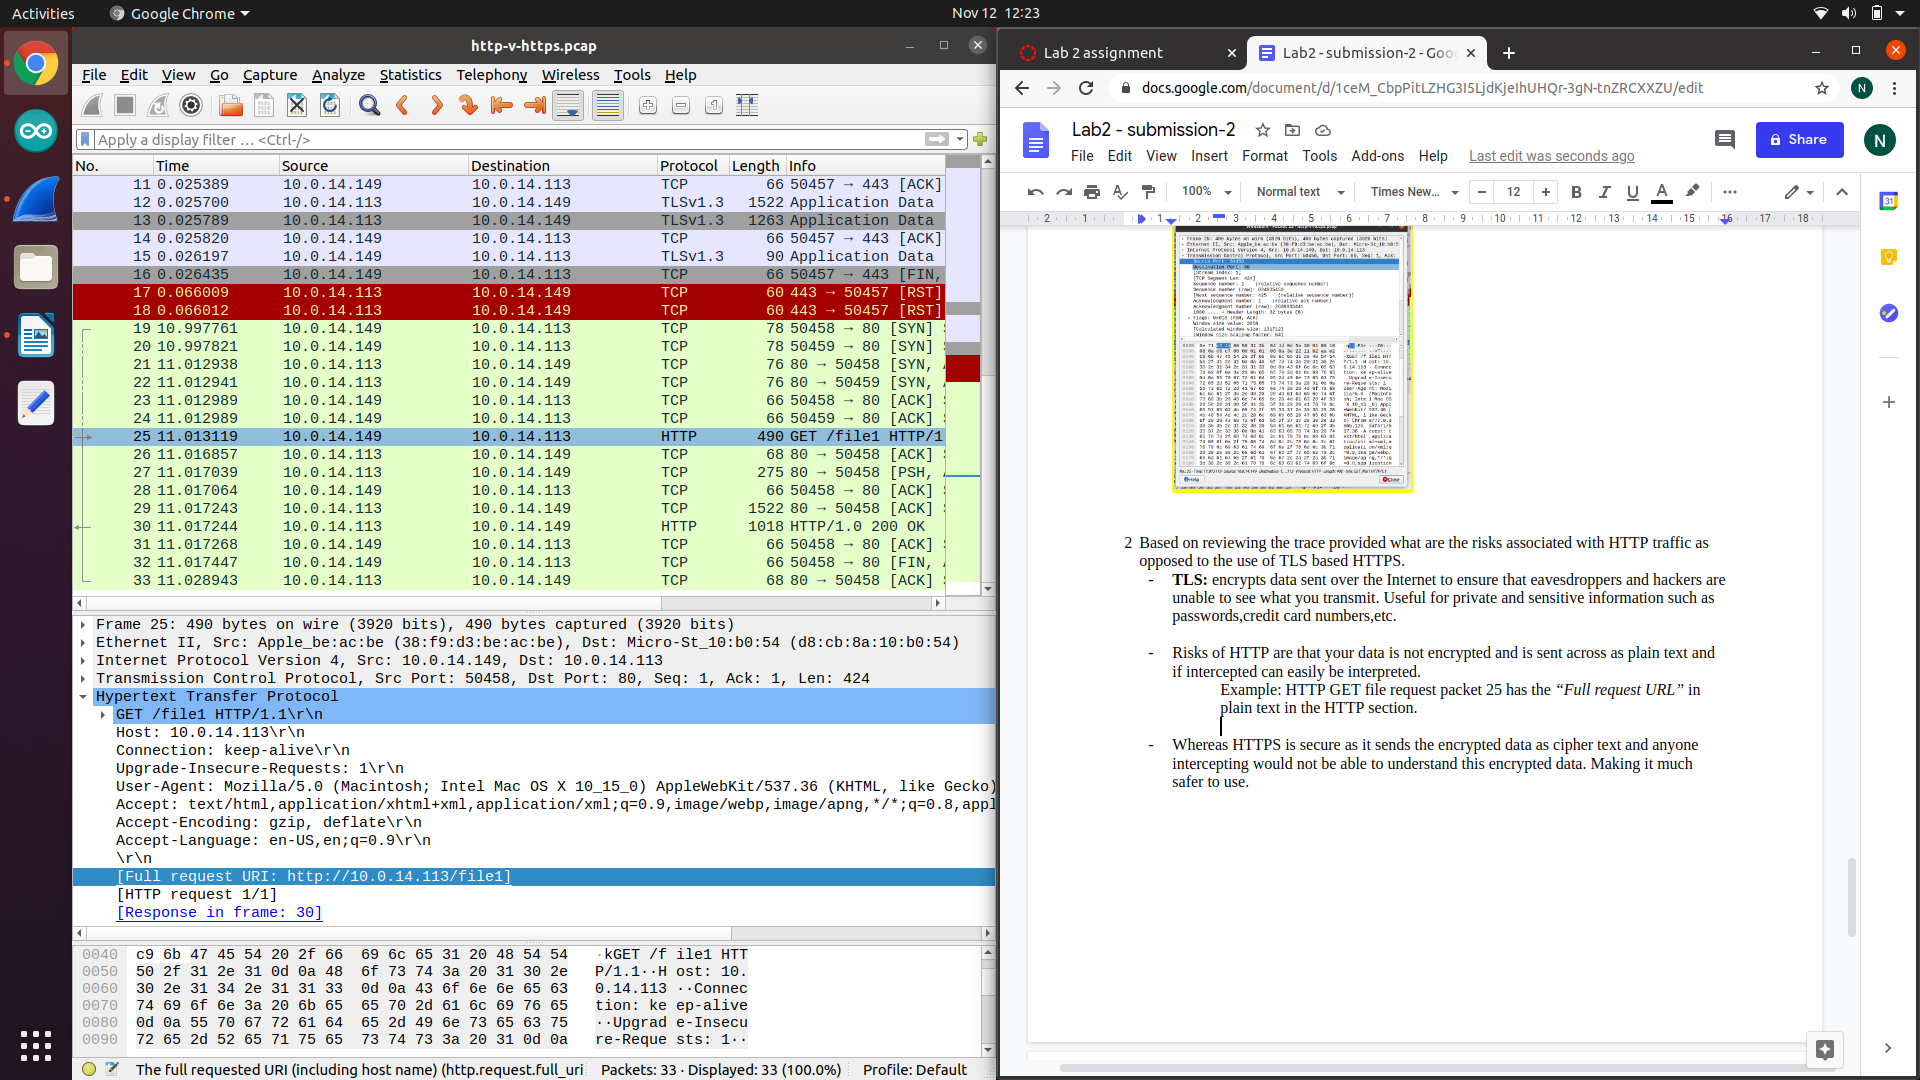 Activities
Google Chrome
Nov 12 12:23
http-v-https.pcap
File Edit View Go Capture Analyze Statistics Telephony Wireless Tools Help
Apply a display filter … <Ctrl-/>
No. Time Source Destination Protocol Length Info
11 0.025389 10.0.14.149 10.0.14.113 TCP 66 50457 → 443 [ACK]
12 0.025700 10.0.14.113 10.0.14.149 TLSv1.3 1522 Application Data
13 0.025789 10.0.14.113 10.0.14.149 TLSv1.3 1263 Application Data
14 0.025820 10.0.14.149 10.0.14.113 TCP 66 50457 → 443 [ACK]
15 0.026197 10.0.14.149 10.0.14.113 TLSv1.3 90 Application Data
16 0.026435 10.0.14.149 10.0.14.113 TCP 66 50457 → 443 [FIN,
17 0.066009 10.0.14.113 10.0.14.149 TCP 60 443 → 50457 [RST]
18 0.066012 10.0.14.113 10.0.14.149 TCP 60 443 → 50457 [RST]
19 10.997761 10.0.14.149 10.0.14.113 TCP 78 50458 → 80 [SYN]
20 10.997821 10.0.14.149 10.0.14.113 TCP 78 50459 → 80 [SYN]
21 11.012938 10.0.14.113 10.0.14.149 TCP 76 80 → 50458 [SYN,
22 11.012941 10.0.14.113 10.0.14.149 TCP 76 80 → 50459 [SYN,
23 11.012989 10.0.14.149 10.0.14.113 TCP 66 50458 → 80 [ACK]
24 11.012989 10.0.14.149 10.0.14.113 TCP 66 50459 → 80 [ACK]
25 11.013119 10.0.14.149 10.0.14.113 HTTP 490 GET /file1 HTTP/1
26 11.016857 10.0.14.113 10.0.14.149 TCP 68 80 → 50458 [ACK]
27 11.017039 10.0.14.113 10.0.14.149 TCP 275 80 → 50458 [PSH,
28 11.017064 10.0.14.149 10.0.14.113 TCP 66 50458 → 80 [ACK]
29 11.017243 10.0.14.113 10.0.14.149 TCP 1522 80 → 50458 [ACK]
30 11.017244 10.0.14.113 10.0.14.149 HTTP 1018 HTTP/1.0 200 OK
31 11.017268 10.0.14.149 10.0.14.113 TCP 66 50458 → 80 [ACK]
32 11.017447 10.0.14.149 10.0.14.113 TCP 66 50458 → 80 [FIN,
33 11.028943 10.0.14.113 10.0.14.149 TCP 68 80 → 50458 [ACK]
Frame 25: 490 bytes on wire (3920 bits), 490 bytes captured (3920 bits)
Ethernet II, Src: Apple_be:ac:be (38:f9:d3:be:ac:be), Dst: Micro-St_10:b0:54 (d8:cb:8a:10:b0:54)
Internet Protocol Version 4, Src: 10.0.14.149, Dst: 10.0.14.113
Transmission Control Protocol, Src Port: 50458, Dst Port: 80, Seq: 1, Ack: 1, Len: 424
Hypertext Transfer Protocol
GET /file1 HTTP/1.1\r\n
Host: 10.0.14.113\r\n
Connection: keep-alive\r\n
Upgrade-Insecure-Requests: 1\r\n
User-Agent: Mozilla/5.0 (Macintosh; Intel Mac OS X 10_15_0) AppleWebKit/537.36 (KHTML, like Gecko)
Accept: text/html,application/xhtml+xml,application/xml;q=0.9,image/webp,image/apng,*/*;q=0.8,appl
Accept-Encoding: gzip, deflate\r\n
Accept-Language: en-US,en;q=0.9\r\n
\r\n
[Full request URI: http://10.0.14.113/file1]
[HTTP request 1/1]
[Response in frame: 30]
0040 c9 6b 47 45 54 20 2f 66 69 6c 65 31 20 48 54 54 ·kGET /f ile1 HTT
0050 50 2f 31 2e 31 0d 0a 48 6f 73 74 3a 20 31 30 2e P/1.1··H ost: 10.
0060 30 2e 31 34 2e 31 31 33 0d 0a 43 6f 6e 6e 65 63 0.14.113 ··Connec
0070 74 69 6f 6e 3a 20 6b 65 65 70 2d 61 6c 69 76 65 tion: ke ep-alive
0080 0d 0a 55 70 67 72 61 64 65 2d 49 6e 73 65 63 75 ··Upgrad e-Insecu
0090 72 65 2d 52 65 71 75 65 73 74 73 3a 20 31 0d 0a re-Reque sts: 1··
The full requested URI (including host name) (http.request.full_uri
Packets: 33 · Displayed: 33 (100.0%)
Profile: Default
Lab 2 assignment
Lab2 - submission-2 - Goo
docs.google.com/document/d/1ceM_CbpPitLZHG3I5LjdKjeIhUHQr-3gN-tnZRCXXZU/edit
N
Lab2 - submission-2
File Edit View Insert Format Tools Add-ons Help
Last edit was seconds ago
Share
N
100% Normal text Times New... 12 B I U A
2 1 1 2 3 4 5 6 7 8 9 10 11 12 13 14 15 16 17 18
2 Based on reviewing the trace provided what are the risks associated with HTTP traffic as
opposed to the use of TLS based HTTPS.
- TLS: encrypts data sent over the Internet to ensure that eavesdroppers and hackers are
unable to see what you transmit. Useful for private and sensitive information such as
passwords,credit card numbers,etc.
- Risks of HTTP are that your data is not encrypted and is sent across as plain text and
if intercepted can easily be interpreted.
Example: HTTP GET file request packet 25 has the “Full request URL” in
plain text in the HTTP section.
- Whereas HTTPS is secure as it sends the encrypted data as cipher text and anyone
intercepting would not be able to understand this encrypted data. Making it much
safer to use.
31